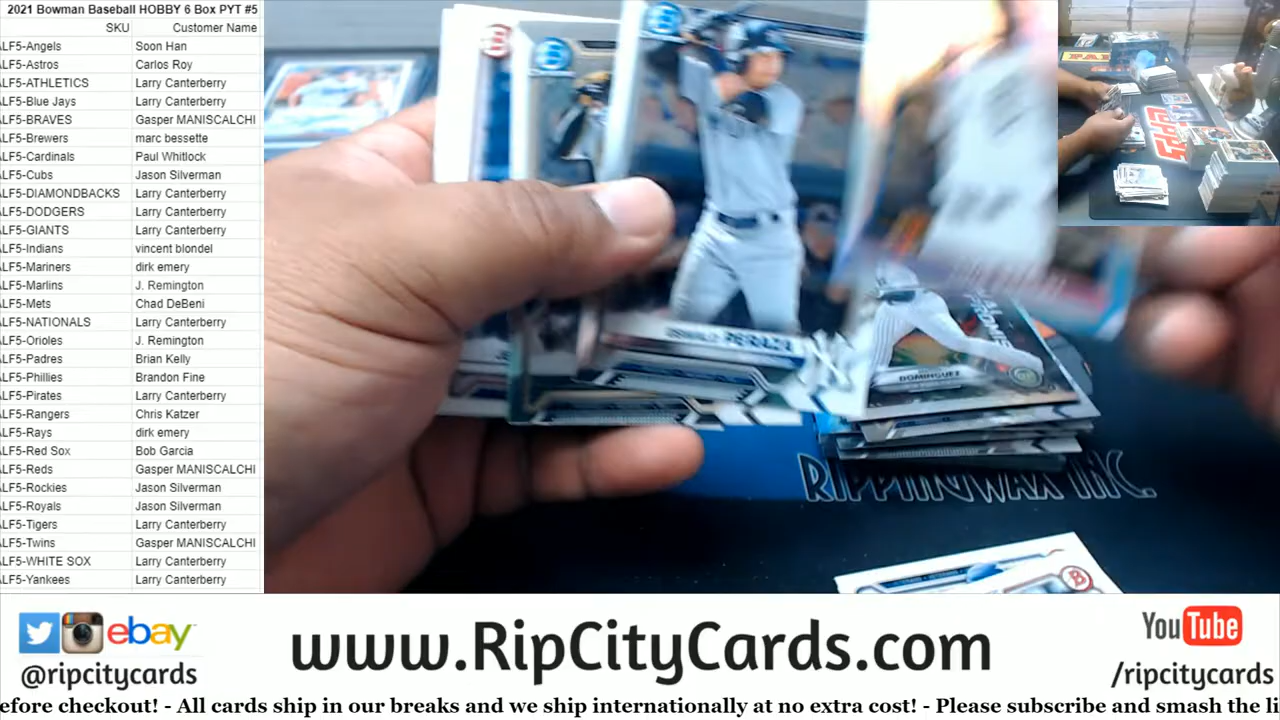 2021 Bowman Baseball HOBBY 6 Box PYT #5
SKU Customer Name
ALF5-Angels Soon Han
ALF5-Astros Carlos Roy
ALF5-ATHLETICS Larry Canterberry
ALF5-Blue Jays Larry Canterberry
ALF5-BRAVES Gasper MANISCALCHI
ALF5-Brewers marc bessette
ALF5-Cardinals Paul Whitlock
ALF5-Cubs Jason Silverman
ALF5-DIAMONDBACKS Larry Canterberry
ALF5-DODGERS Larry Canterberry
ALF5-GIANTS Larry Canterberry
ALF5-Indians vincent blondel
ALF5-Mariners dirk emery
ALF5-Marlins J. Remington
ALF5-Mets Chad DeBeni
ALF5-NATIONALS Larry Canterberry
ALF5-Orioles J. Remington
ALF5-Padres Brian Kelly
ALF5-Phillies Brandon Fine
ALF5-Pirates Larry Canterberry
ALF5-Rangers Chris Katzer
ALF5-Rays dirk emery
ALF5-Red Sox Bob Garcia
ALF5-Reds Gasper MANISCALCHI
ALF5-Rockies Jason Silverman
ALF5-Royals Jason Silverman
ALF5-Tigers Larry Canterberry
ALF5-Twins Gasper MANISCALCHI
ALF5-WHITE SOX Larry Canterberry
ALF5-Yankees Larry Canterberry
PERAZA
DOMINGUEZ
RIPPINWAX INC.
ebay
@ripcitycards
www.RipCityCards.com
YouTube
/ripcitycards
efore checkout! - All cards ship in our breaks and we ship internationally at no extra cost! - Please subscribe and smash the li